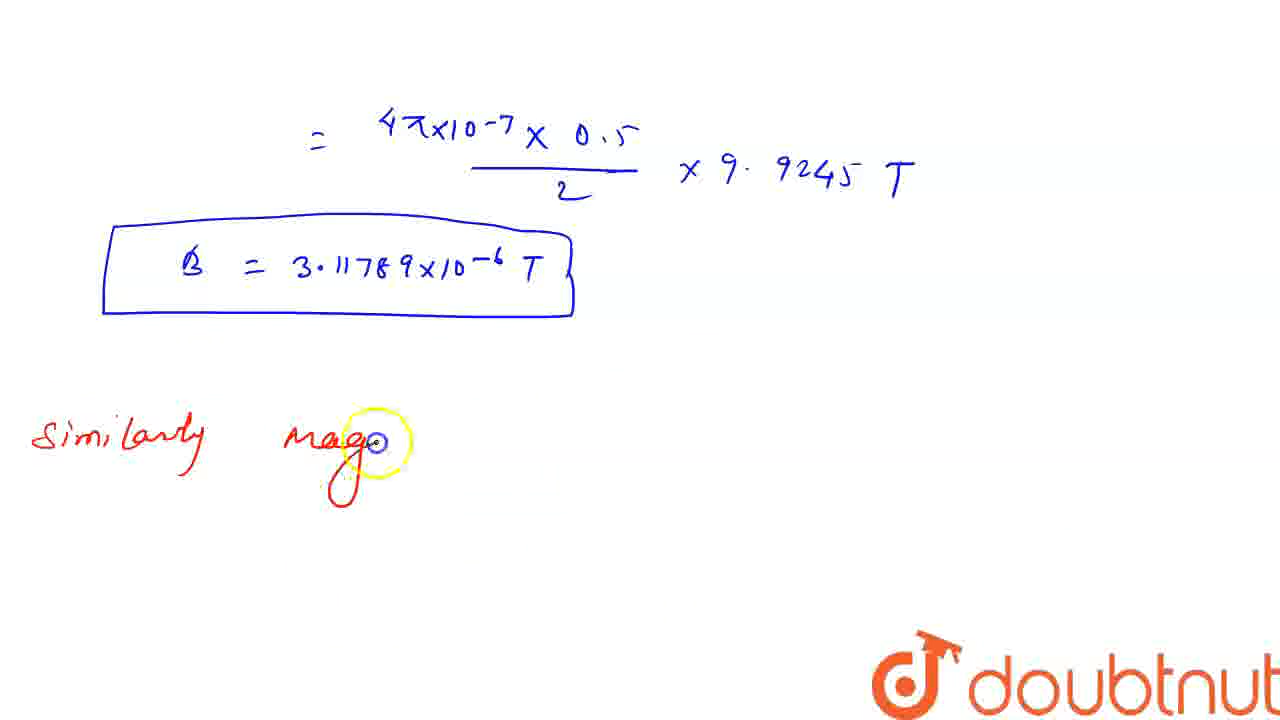 = 4π×10⁻⁷ × 0.5 / 2 × 9.9245 T
B = 3.11789×10⁻⁶ T
Similarly Mag
doubtnut